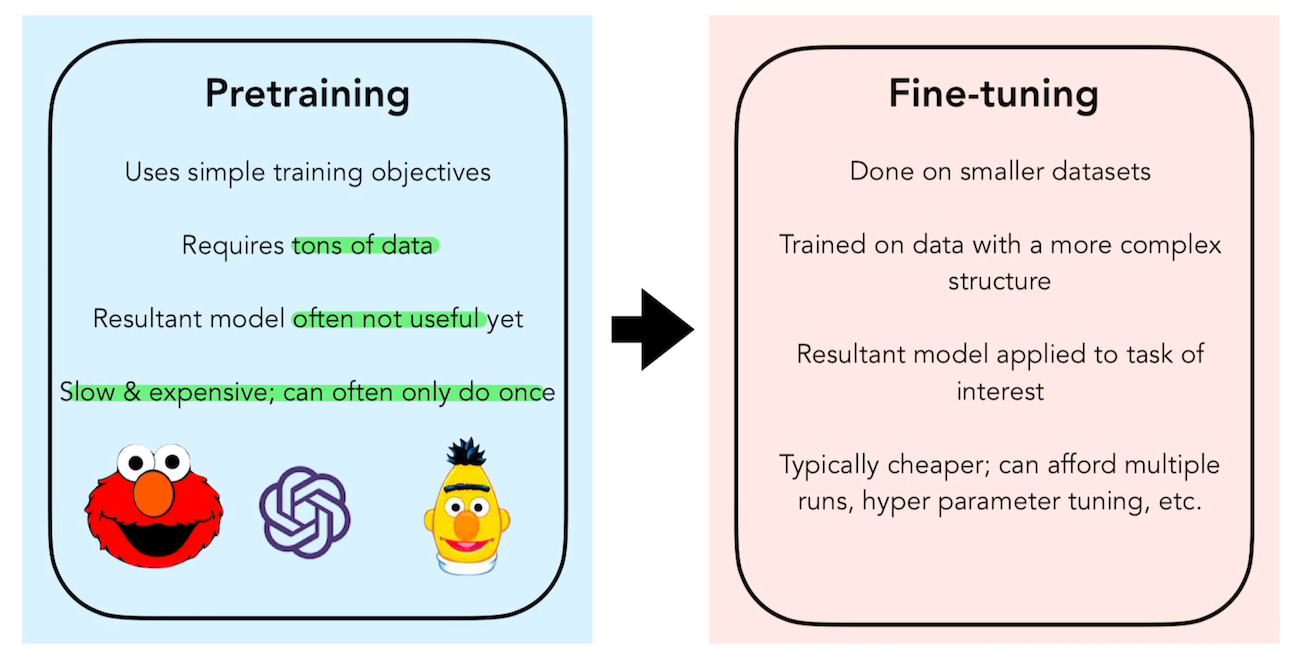 Pretraining
Uses simple training objectives
Requires tons of data
Resultant model often not useful yet
Slow & expensive; can often only do once
Fine-tuning
Done on smaller datasets
Trained on data with a more complex
structure
Resultant model applied to task of
interest
Typically cheaper; can afford multiple
runs, hyper parameter tuning, etc.